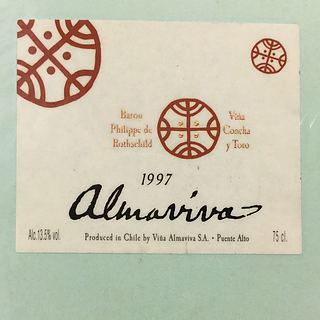 Baron
Philippe de
Rothschild
Viña
Concha
y Toro
1997
Almaviva
Alc.13.5% vol.
Produced in Chile by Viña Almaviva S.A. · Puente Alto
75 cl.